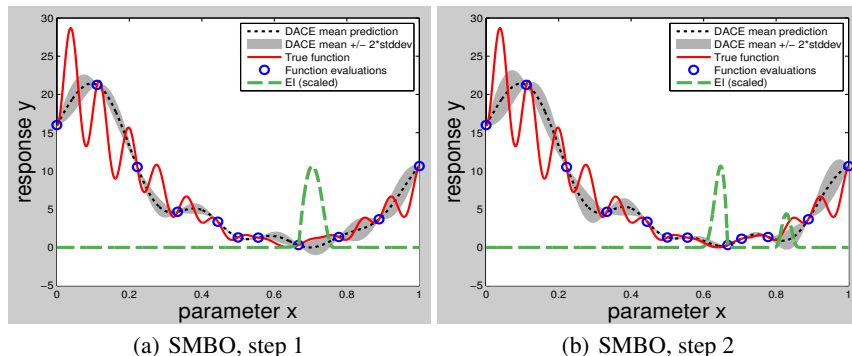 30
25
20
15
10
5
0
−5
response y
0
0.2
0.4
0.6
0.8
1
parameter x
DACE mean prediction
DACE mean +/− 2*stddev
True function
Function evaluations
EI (scaled)
(a) SMBO, step 1
30
25
20
15
10
5
0
−5
response y
0
0.2
0.4
0.6
0.8
1
parameter x
DACE mean prediction
DACE mean +/− 2*stddev
True function
Function evaluations
EI (scaled)
(b) SMBO, step 2